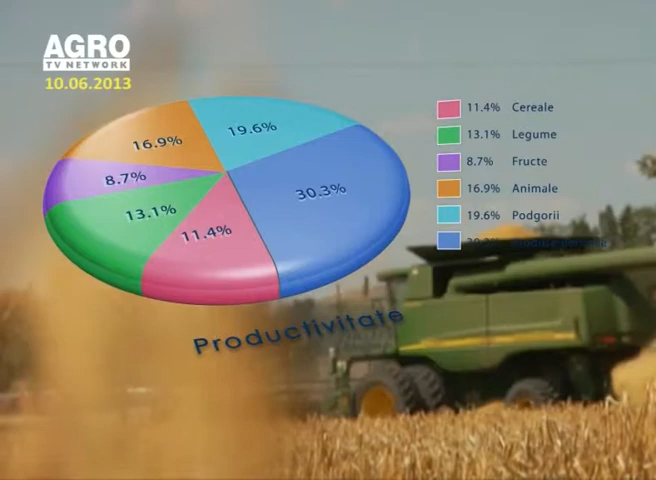 AGRO
TV NETWORK
10.06.2013
16.9%
19.6%
8.7%
30.3%
13.1%
11.4%
Productivitate
11.4% Cereale
13.1% Legume
8.7% Fructe
16.9% Animale
19.6% Podgorii